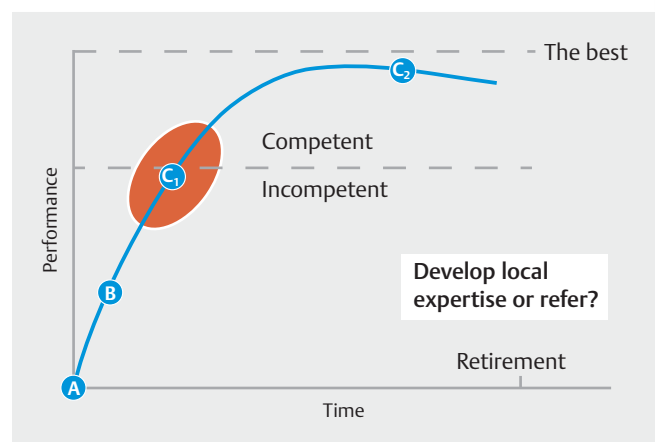 The best
C₂
Competent
C₁
Incompetent
Performance
B
Develop local
expertise or refer?
Retirement
A
Time